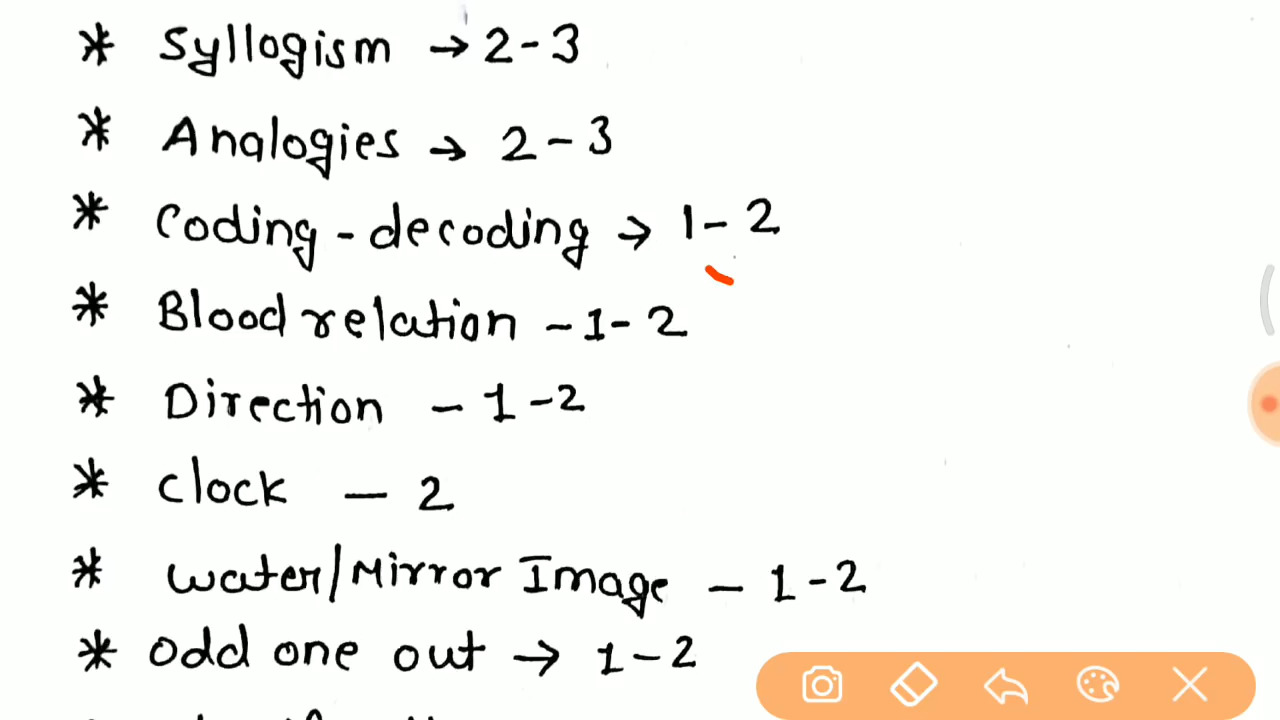 * Syllogism → 2-3
* Analogies → 2-3
* Coding-decoding → 1-2
* Blood relation - 1-2
* Direction - 1-2
* clock - 2
* water/Mirror Image - 1-2
* odd one out → 1-2